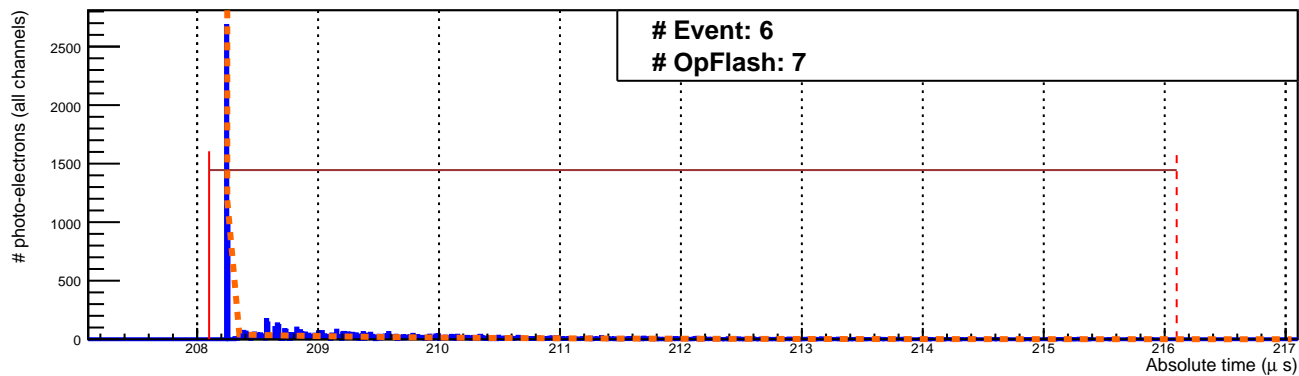 # Event: 6
# OpFlash: 7
# photo-electrons (all channels)
2500
2000
1500
1000
500
0
208 209 210 211 212 213 214 215 216 217
Absolute time (μ s)